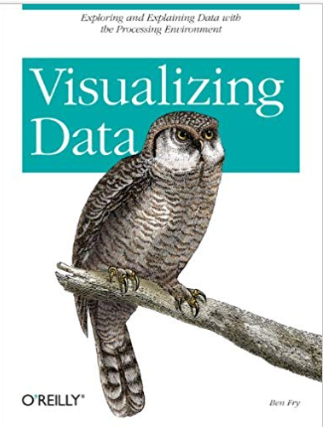 Exploring and Explaining Data with
the Processing Environment
Visualizing
Data
O'REILLY®
Ben Fry